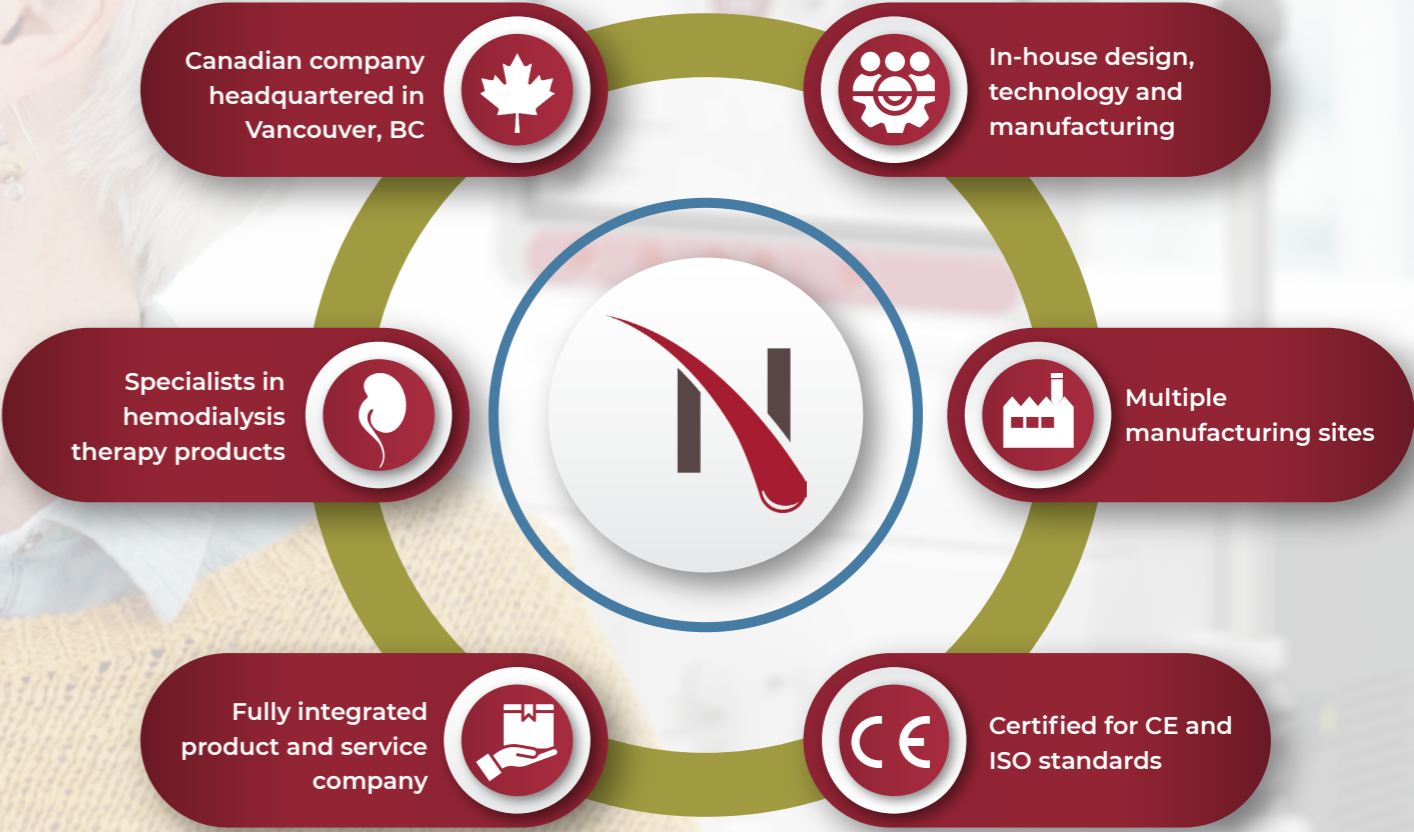 Canadian company
headquartered in
Vancouver, BC
In-house design,
technology and
manufacturing
Specialists in
hemodialysis
therapy products
Multiple
manufacturing sites
N
Fully integrated
product and service
company
CE
Certified for CE and
ISO standards